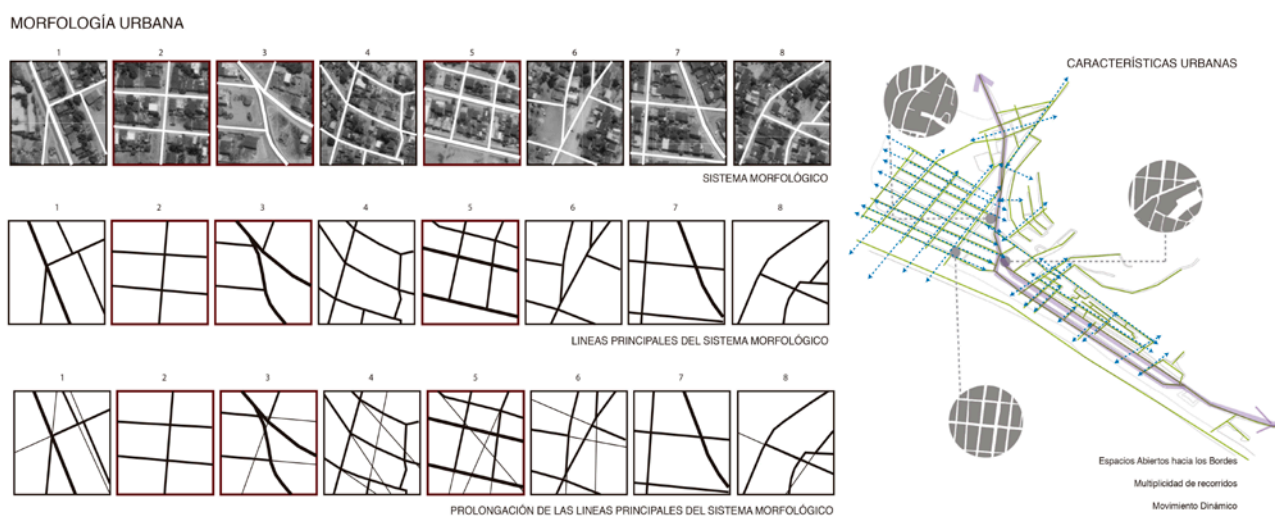 MORFOLOGÍA URBANA
1 2 3 4 5 6 7 8
SISTEMA MORFOLÓGICO
1 2 3 4 5 6 7 8
LINEAS PRINCIPALES DEL SISTEMA MORFOLÓGICO
1 2 3 4 5 6 7 8
PROLONGACIÓN DE LAS LINEAS PRINCIPALES DEL SISTEMA MORFOLÓGICO
CARACTERÍSTICAS URBANAS
Espacios Abiertos hacia los Bordes
Multiplicidad de recorridos
Movimiento Dinámico